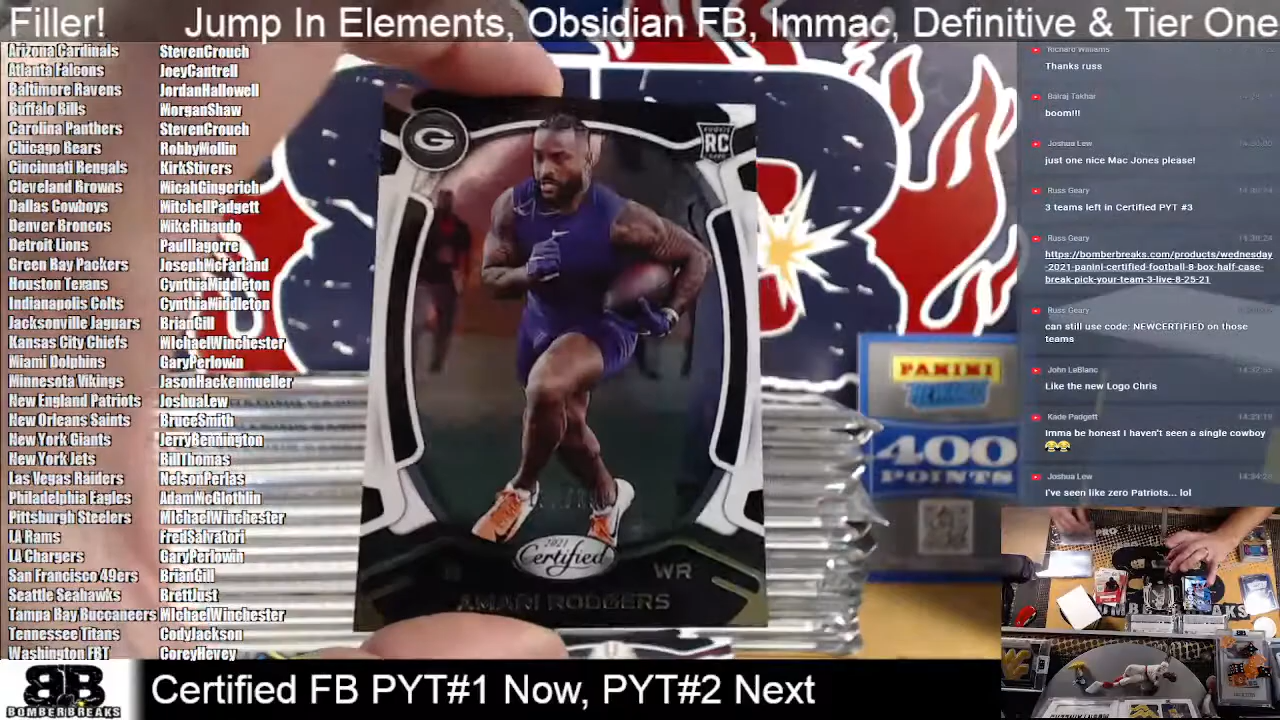 Filler!
Jump In Elements, Obsidian FB, Immac, Definitive & Tier One
Arizona Cardinals StevenCrouch
Atlanta Falcons JoeyCantrell
Baltimore Ravens JordanHallowell
Buffalo Bills MorganShaw
Carolina Panthers StevenCrouch
Chicago Bears RobbyMollin
Cincinnati Bengals KirkStivers
Cleveland Browns MicahGingerich
Dallas Cowboys MitchellPadgett
Denver Broncos MikeRibaudo
Detroit Lions PaulIlagorre
Green Bay Packers JosephMcFarland
Houston Texans CynthiaMiddleton
Indianapolis Colts CynthiaMiddleton
Jacksonville Jaguars BrianGill
Kansas City Chiefs MIchaelWinchester
Miami Dolphins GaryPerlowin
Minnesota Vikings JasonHackenmueller
New England Patriots JoshuaLew
New Orleans Saints BruceSmith
New York Giants JerryBennington
New York Jets BillThomas
Las Vegas Raiders NelsonPerlas
Philadelphia Eagles AdamMcGlothlin
Pittsburgh Steelers MIchaelWinchester
LA Rams FredSalvatori
LA Chargers GaryPerlowin
San Francisco 49ers BrianGill
Seattle Seahawks BrettJust
Tampa Bay Buccaneers MIchaelWinchester
Tennessee Titans CodyJackson
Washington FBT CoreyHevey
G
RC
2021
Certified
WR
AMARI RODGERS
PANINI
400
POINTS
Richard Williams
Thanks russ
Balraj Takhar
boom!!!
Joshua Lew
just one nice Mac Jones please!
Russ Geary
3 teams left in Certified PYT #3
Russ Geary
https://bomberbreaks.com/products/wednesday
-2021-panini-certified-football-8-box-half-case-
break-pick-your-team-3-live-8-25-21
Russ Geary
can still use code: NEWCERTIFIED on those
teams
John LeBlanc
Like the new Logo Chris
Kade Padgett
imma be honest I haven't seen a single cowboy
😂😂
Joshua Lew
I've seen like zero Patriots... lol
BOMBERBREAKS
BB
BOMBERBREAKS
Certified FB PYT#1 Now, PYT#2 Next